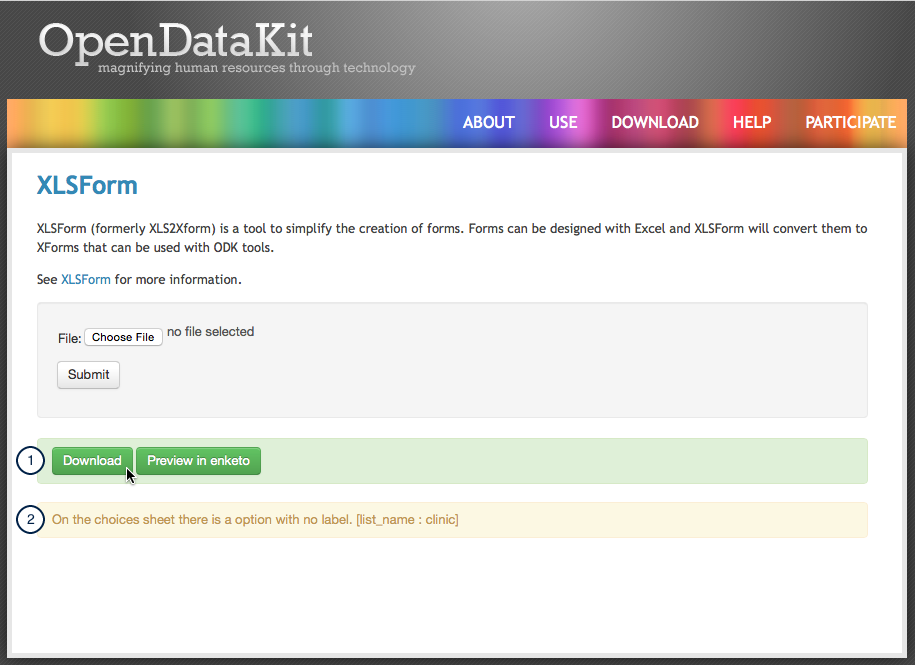 OpenDataKit
magnifying human resources through technology
ABOUT USE DOWNLOAD HELP PARTICIPATE
XLSForm
XLSForm (formerly XLS2Xform) is a tool to simplify the creation of forms. Forms can be designed with Excel and XLSForm will convert them to
XForms that can be used with ODK tools.
See XLSForm for more information.
File: Choose File no file selected
Submit
1 Download Preview in enketo
2 On the choices sheet there is a option with no label. [list_name : clinic]